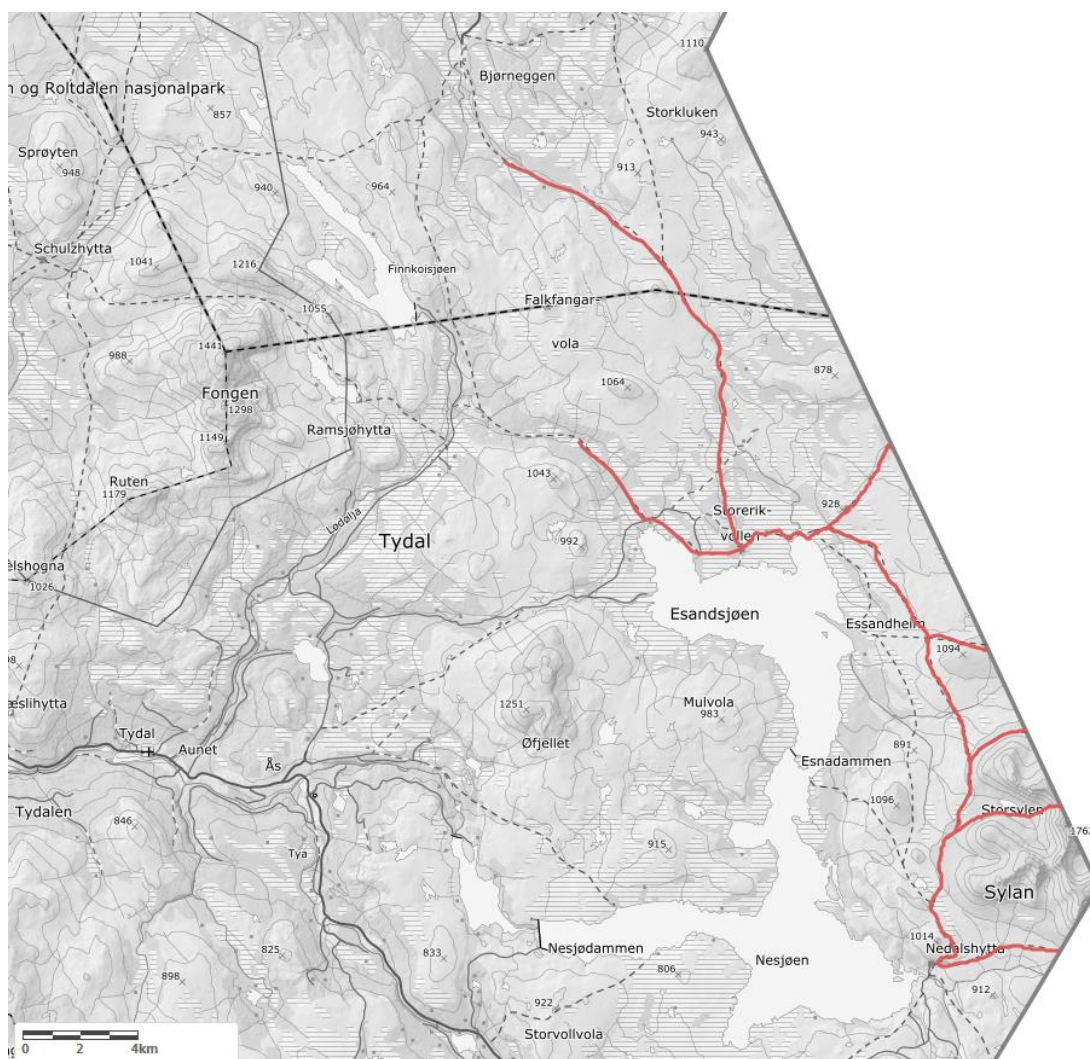 1110
Bjørneggen
n og Roltdalen nasjonalpark
857
Storkluken
943
Sprøyten
948
913
940
964
Schulzhytta
1041
1216
Finnkoisjøen
1055
Falkfangar-
vola
1441
988
878
1064
Fongen
1298
1149
Ramsjøhytta
1043
Ruten
1179
928
Storerik-
vollen
Lødølja
Tydal
992
elshogna
1026
Esandsjøen
Essandheim
1094
Mulvola
983
1251
Øfjellet
Tydal
Aunet
Ås
891
Esnadammen
Tydalen
846
1096
Storsylen
Tya
915
Sylan
1014
Nedalshytta
825
833
Nesjødammen
Nesjøen
806
898
922
912
Storvollvola
0 2 4km